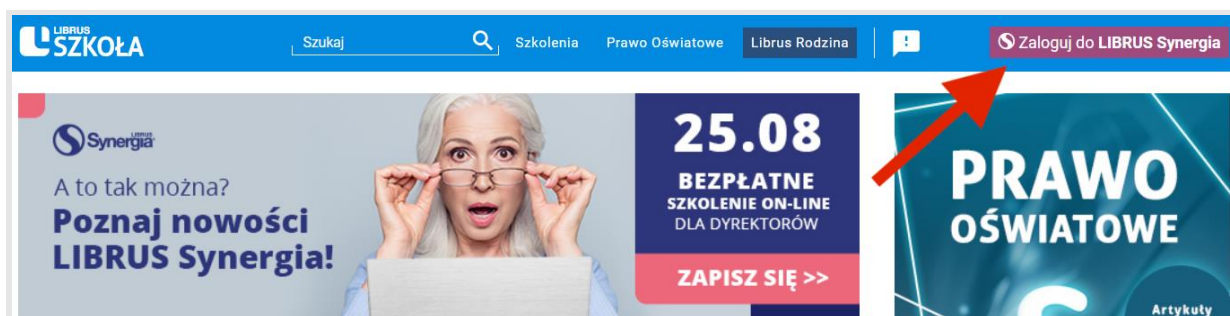 LIBRUS
SZKOŁA
Szukaj
Szkolenia
Prawo Oświatowe
Librus Rodzina
Zaloguj do LIBRUS Synergia
LIBRUS
Synergia
A to tak można?
Poznaj nowości
LIBRUS Synergia!
25.08
BEZPŁATNE
SZKOLENIE ON-LINE
DLA DYREKTORÓW
ZAPISZ SIĘ >>
PRAWO
OŚWIATOWE
Artykuły